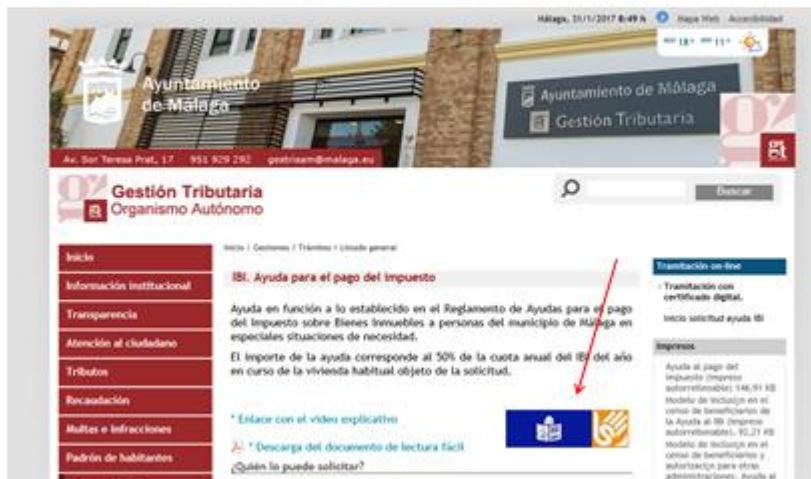 Málaga, 31/1/2017 8:49 h
Mapa Web
Accesibilidad
18º
11º
Ayuntamiento
de Málaga
Ayuntamiento de Málaga
Gestión Tributaria
gt
Av. Sor Teresa Prat, 17 951 929 292 gestrisam@malaga.eu
Gestión Tributaria
Organismo Autónomo
Buscar
Inicio / Gestiones / Trámites / Listado general
Inicio
Información institucional
Transparencia
Atención al ciudadano
Tributos
Recaudación
Multas e Infracciones
Padrón de habitantes
IBI. Ayuda para el pago del impuesto
Ayuda en función a lo establecido en el Reglamento de Ayudas para el pago
del Impuesto sobre Bienes Inmuebles a personas del municipio de Málaga en
especiales situaciones de necesidad.
El importe de la ayuda corresponde al 50% de la cuota anual del IBI del año
en curso de la vivienda habitual objeto de la solicitud.
* Enlace con el video explicativo
* Descarga del documento de lectura fácil
¿Quién lo puede solicitar?
Tramitación on-line
Tramitación con
certificado digital.
Inicio solicitud ayuda IBI
Impresos
Ayuda al pago del
impuesto (impreso
autorrellenable) 146,91 KB
Modelo de inclusión en el
censo de beneficiarios de
la Ayuda al IBI (impreso
autorrellenable). 92,21 KB
Modelo de inclusión en el
censo de beneficiarios y
autorización para otras
administraciones. Ayuda al